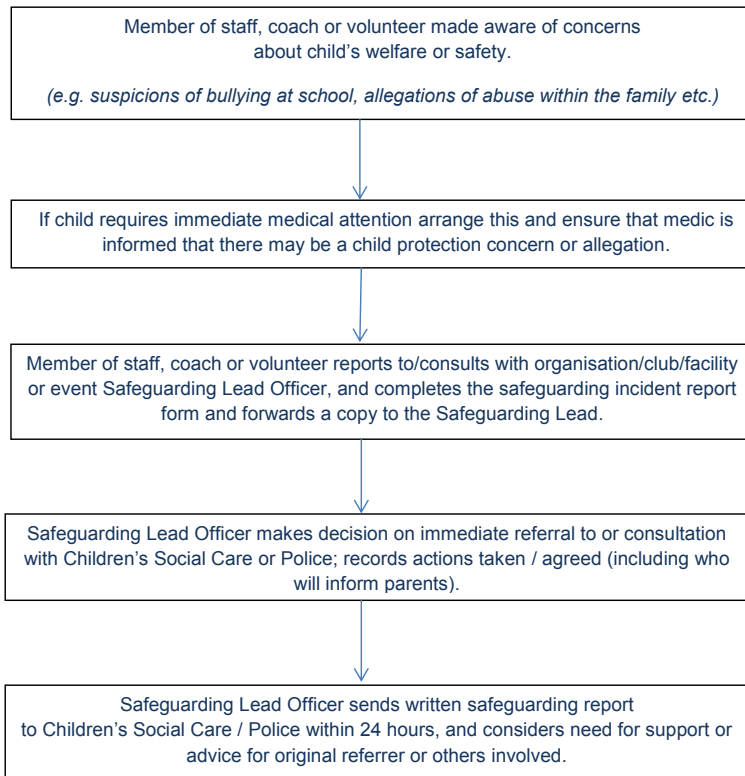 Member of staff, coach or volunteer made aware of concerns
about child's welfare or safety.
(e.g. suspicions of bullying at school, allegations of abuse within the family etc.)
If child requires immediate medical attention arrange this and ensure that medic is
informed that there may be a child protection concern or allegation.
Member of staff, coach or volunteer reports to/consults with organisation/club/facility
or event Safeguarding Lead Officer, and completes the safeguarding incident report
form and forwards a copy to the Safeguarding Lead.
Safeguarding Lead Officer makes decision on immediate referral to or consultation
with Children's Social Care or Police; records actions taken / agreed (including who
will inform parents).
Safeguarding Lead Officer sends written safeguarding report
to Children's Social Care / Police within 24 hours, and considers need for support or
advice for original referrer or others involved.